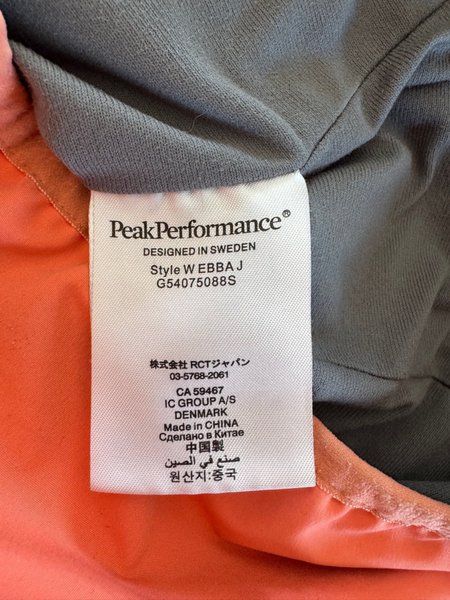 PeakPerformance®
DESIGNED IN SWEDEN
Style W EBBA J
G54075088S
株式会社 RCTジャパン
03-5768-2061
CA 59467
IC GROUP A/S
DENMARK
Made in CHINA
Сделано в Китае
中国製
صنع في الصين
원산지:중국